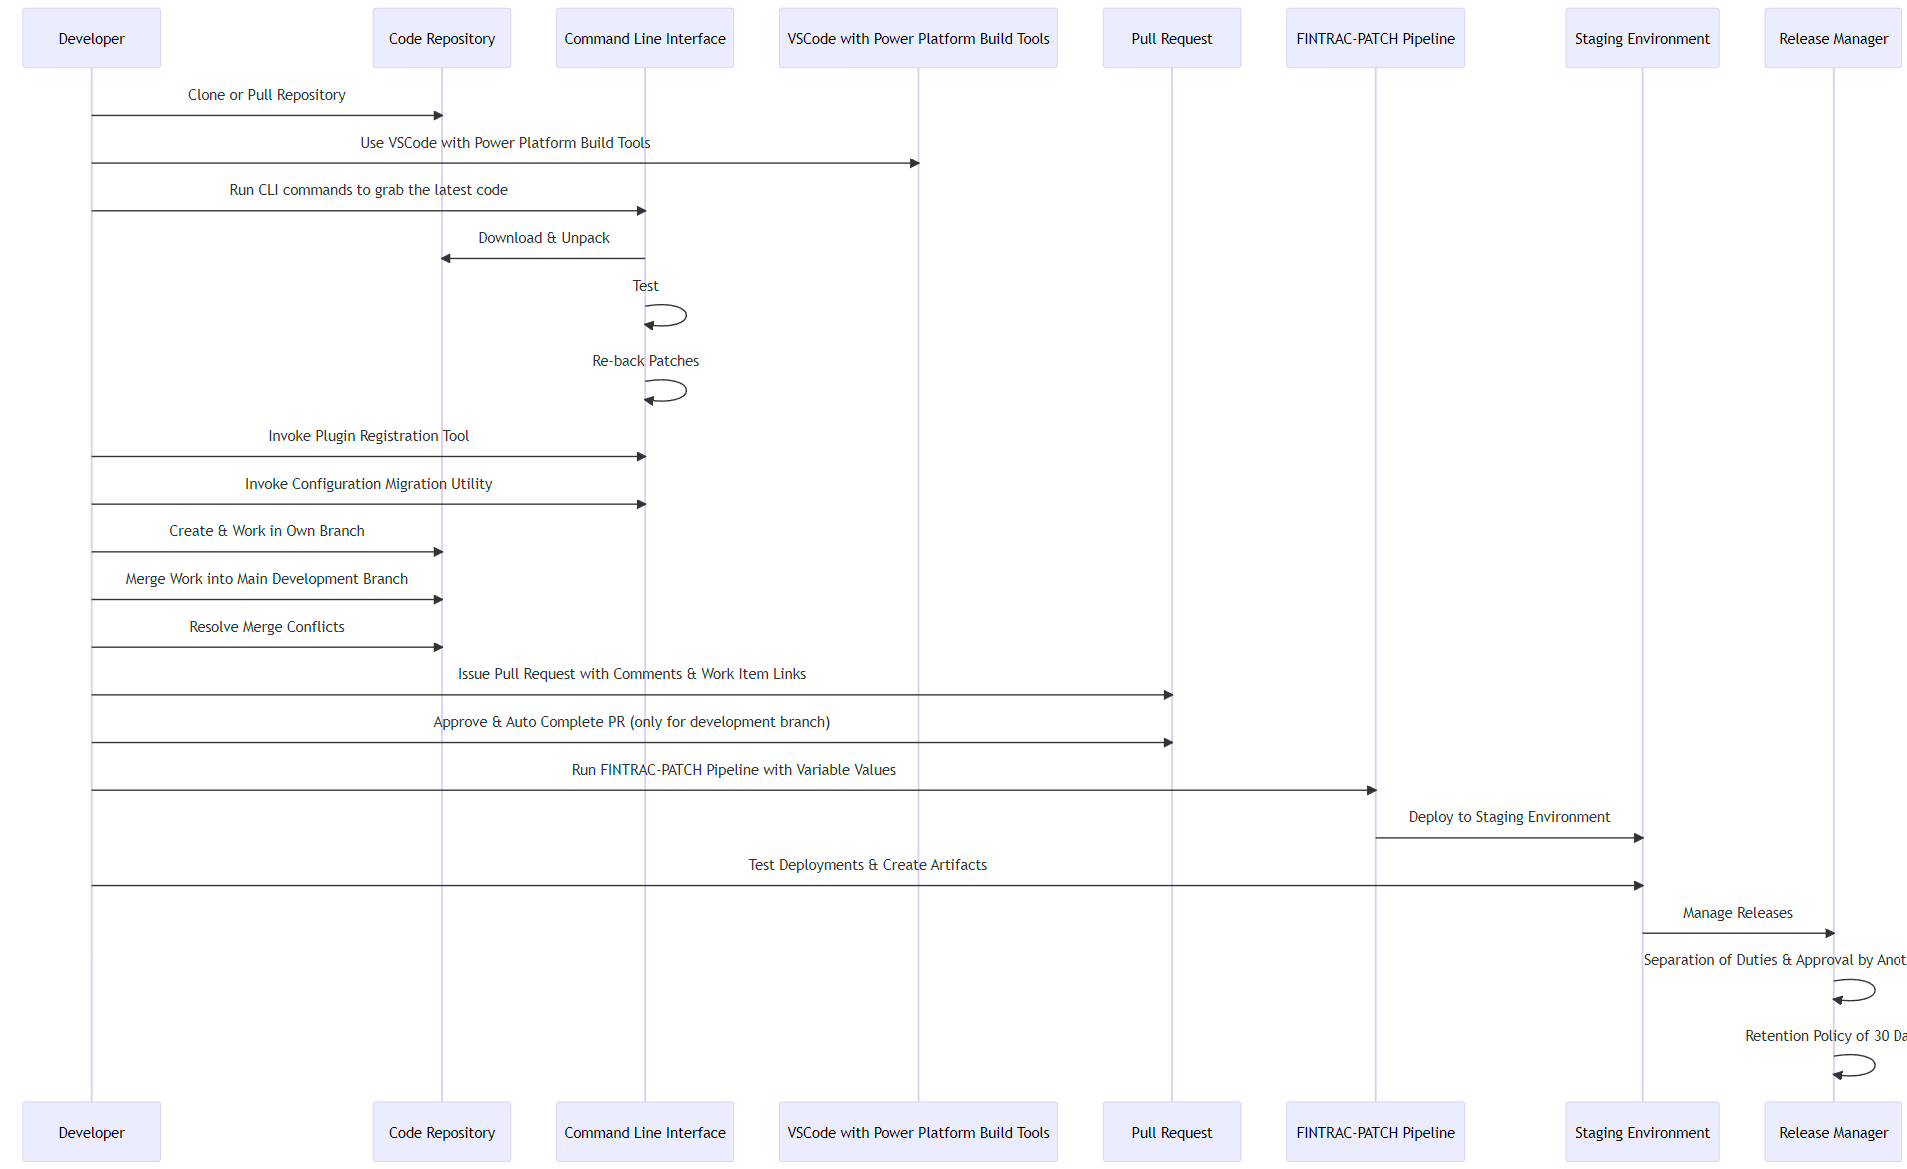 Developer
Code Repository
Command Line Interface
VSCode with Power Platform Build Tools
Pull Request
FINTRAC-PATCH Pipeline
Staging Environment
Release Manager
Clone or Pull Repository
Use VSCode with Power Platform Build Tools
Run CLI commands to grab the latest code
Download & Unpack
Test
Re-back Patches
Invoke Plugin Registration Tool
Invoke Configuration Migration Utility
Create & Work in Own Branch
Merge Work into Main Development Branch
Resolve Merge Conflicts
Issue Pull Request with Comments & Work Item Links
Approve & Auto Complete PR (only for development branch)
Run FINTRAC-PATCH Pipeline with Variable Values
Deploy to Staging Environment
Test Deployments & Create Artifacts
Manage Releases
Separation of Duties & Approval by Anot
Retention Policy of 30 Da
Developer
Code Repository
Command Line Interface
VSCode with Power Platform Build Tools
Pull Request
FINTRAC-PATCH Pipeline
Staging Environment
Release Manager